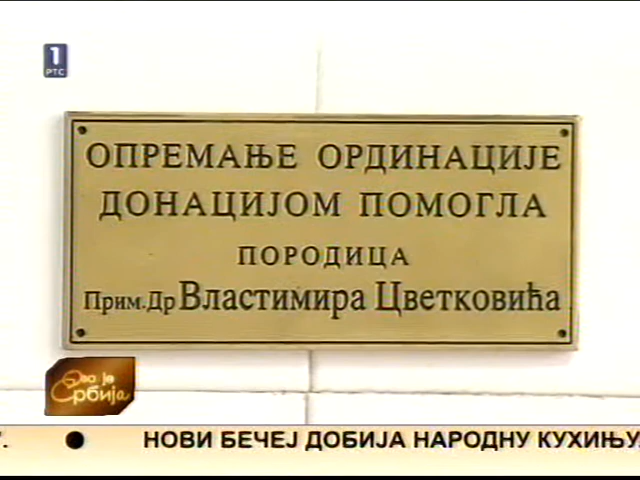 1
РТС
ОПРЕМАЊЕ ОРДИНАЦИЈЕ
ДОНАЦИЈОМ ПОМОГЛА
ПОРОДИЦА
Прим.Др Властимира Цветковића
Ово је
Србија
НОВИ БЕЧЕЈ ДОБИЈА НАРОДНУ КУХИЊУ